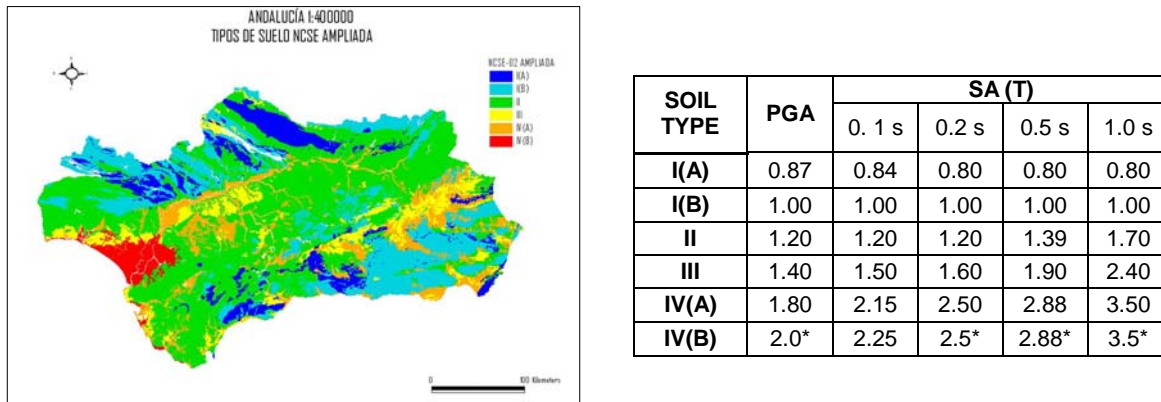 ANDALUCÍA 1:400000
TIPOS DE SUELO NCSE AMPLIADA
NCSE-02 AMPLIADA
I(A)
I(B)
II
III
IV(A)
IV(B)
0 100 Kilometers
SOIL TYPE PGA SA (T)
0. 1 s 0.2 s 0.5 s 1.0 s
I(A) 0.87 0.84 0.80 0.80 0.80
I(B) 1.00 1.00 1.00 1.00 1.00
II 1.20 1.20 1.20 1.39 1.70
III 1.40 1.50 1.60 1.90 2.40
IV(A) 1.80 2.15 2.50 2.88 3.50
IV(B) 2.0* 2.25 2.5* 2.88* 3.5*